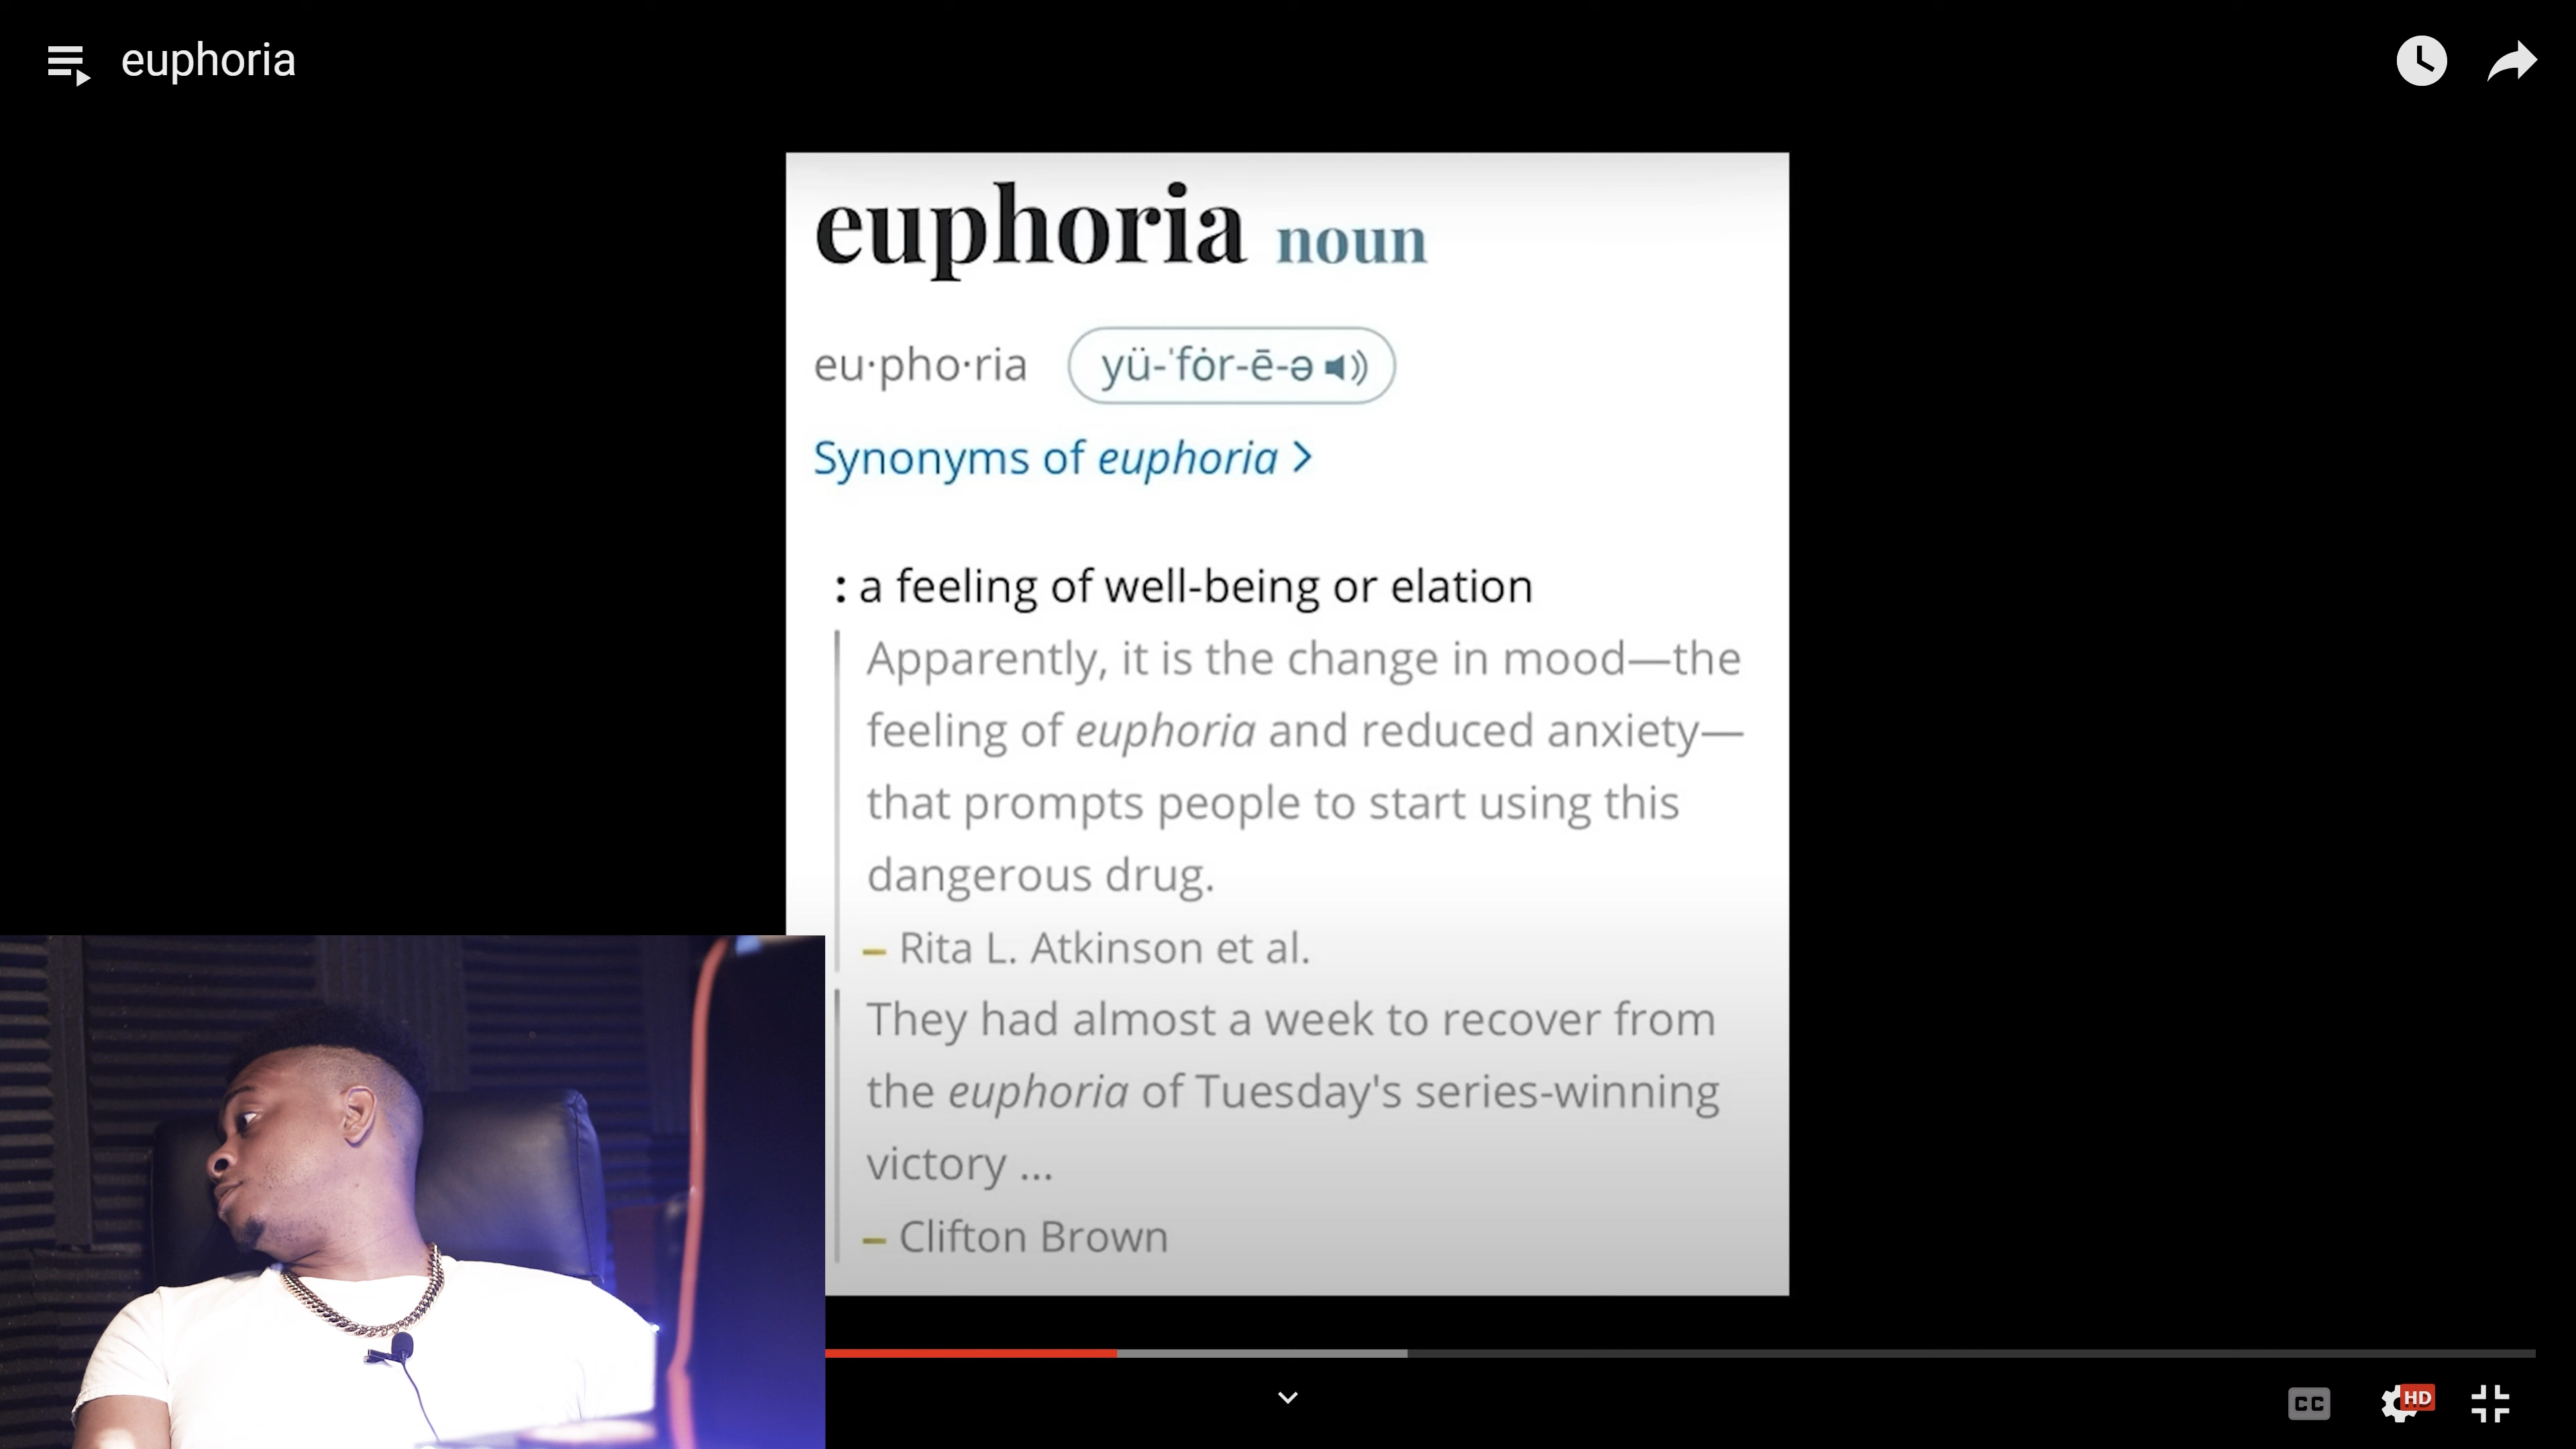 euphoria
euphoria noun
eu·pho·ria yü-ˈfȯr-ē-ə
Synonyms of euphoria >
: a feeling of well-being or elation
Apparently, it is the change in mood—the
feeling of euphoria and reduced anxiety—
that prompts people to start using this
dangerous drug.
– Rita L. Atkinson et al.
They had almost a week to recover from
the euphoria of Tuesday's series-winning
victory ...
– Clifton Brown
CC HD